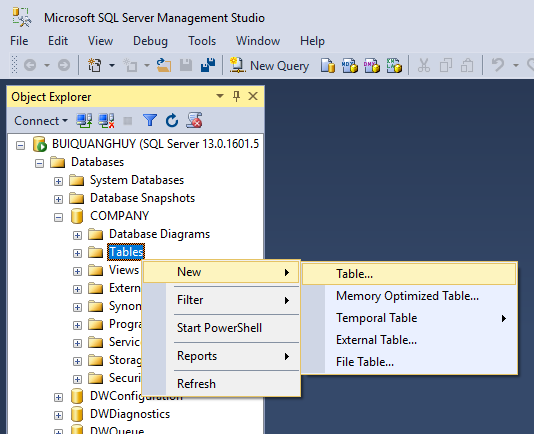 Microsoft SQL Server Management Studio
File Edit View Debug Tools Window Help
New Query
Object Explorer
Connect
BUIQUANGHUY (SQL Server 13.0.1601.5
Databases
System Databases
Database Snapshots
COMPANY
Database Diagrams
Tables
Views
Extern
Synon
Progra
Servic
Storag
Securi
DWConfiguration
DWDiagnostics
DWQueue
New
Filter
Start PowerShell
Reports
Refresh
Table...
Memory Optimized Table...
Temporal Table
External Table...
File Table...